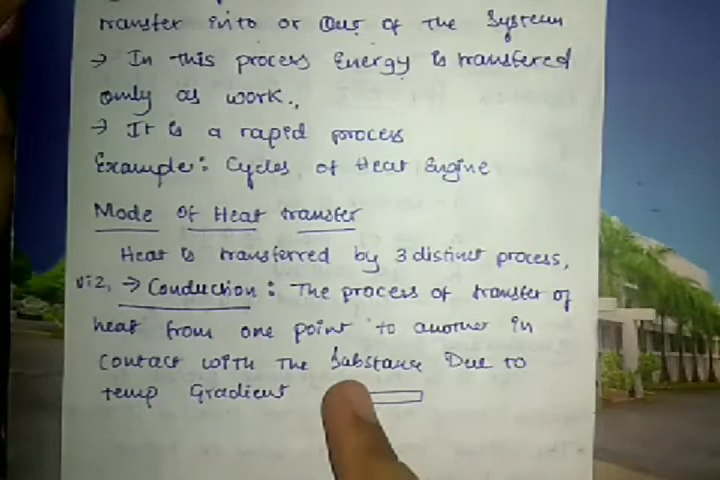 transfer into or Out of The System
→ In this process Energy is transferred
only as work.,
→ It is a rapid process
Example: Cycles of Heat Engine
Mode of Heat transfer
Heat is transferred by 3 distinct process,
viz, → Conduction: The process of transfer of
heat from one point to another in
Contact with The Substance Due to
temp Gradient